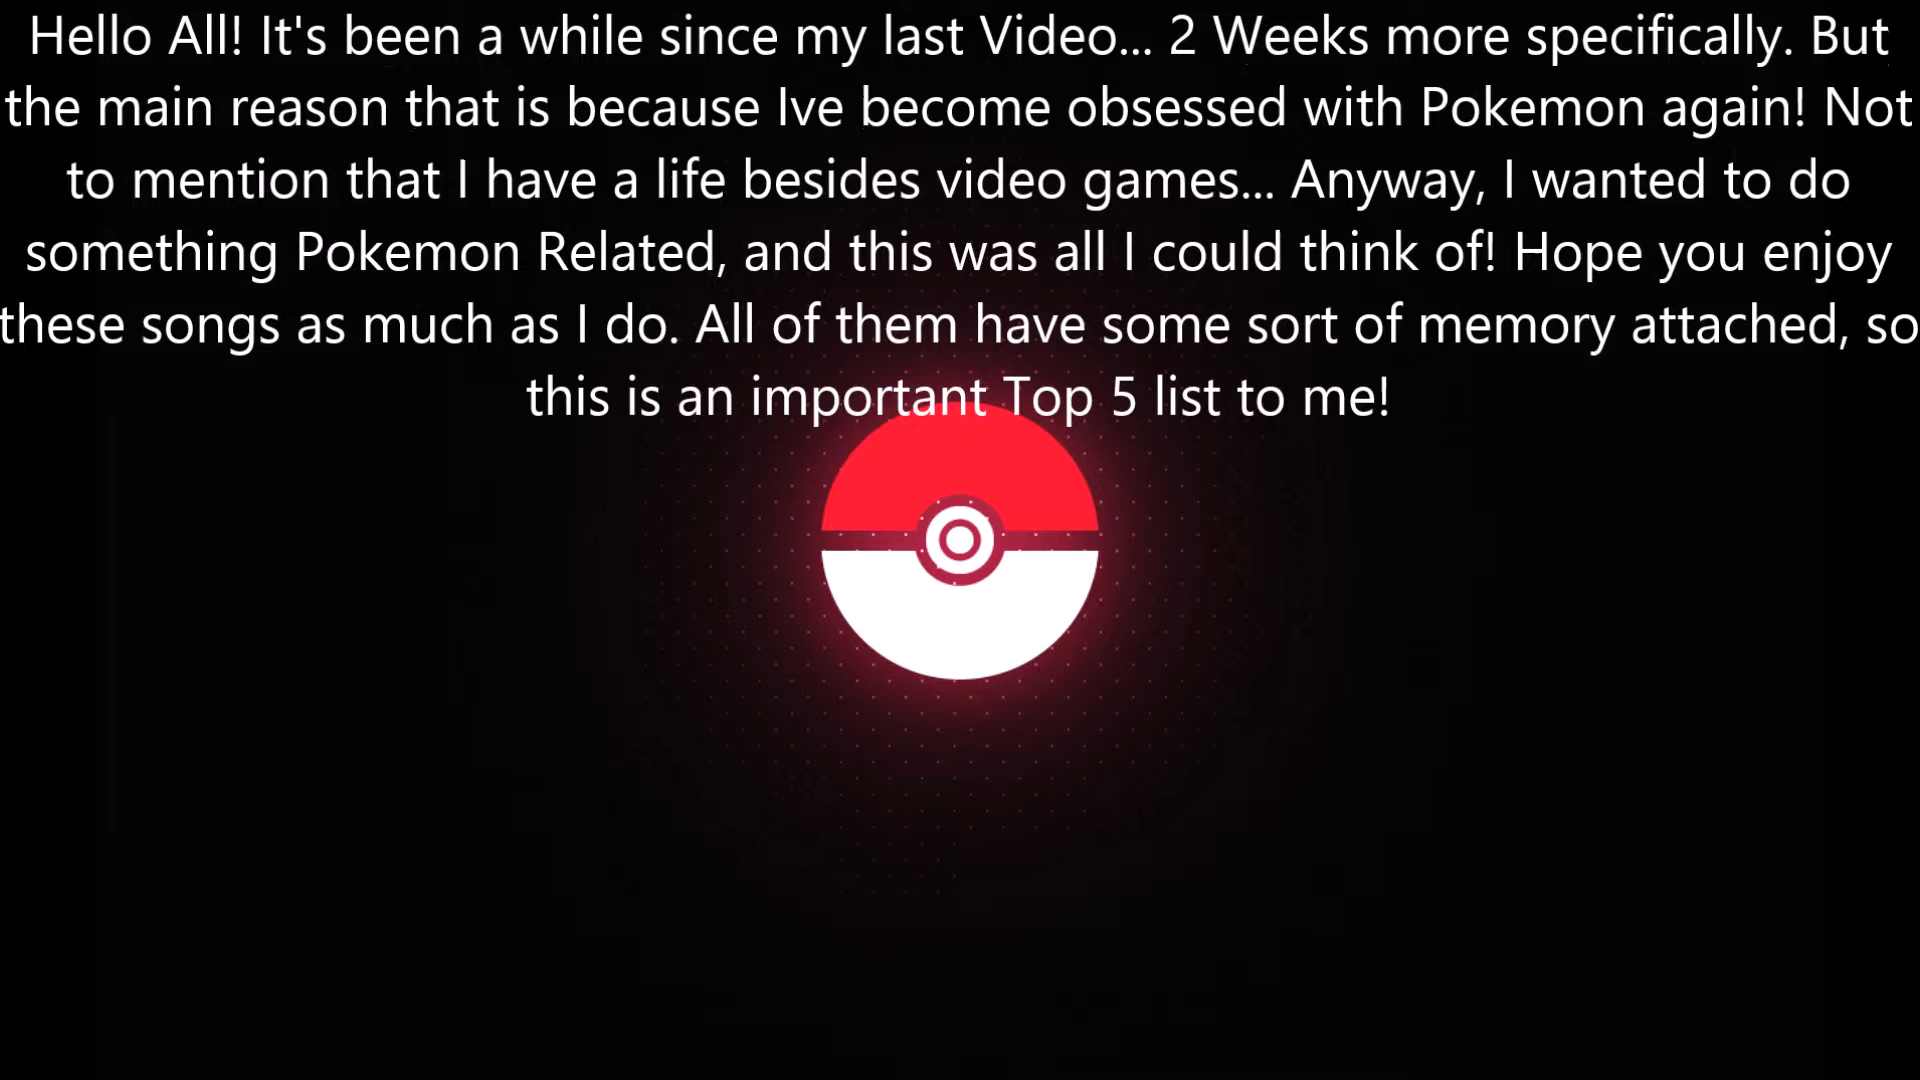 Hello All! It's been a while since my last Video... 2 Weeks more specifically. But
the main reason that is because Ive become obsessed with Pokemon again! Not
to mention that I have a life besides video games... Anyway, I wanted to do
something Pokemon Related, and this was all I could think of! Hope you enjoy
these songs as much as I do. All of them have some sort of memory attached, so
this is an important Top 5 list to me!